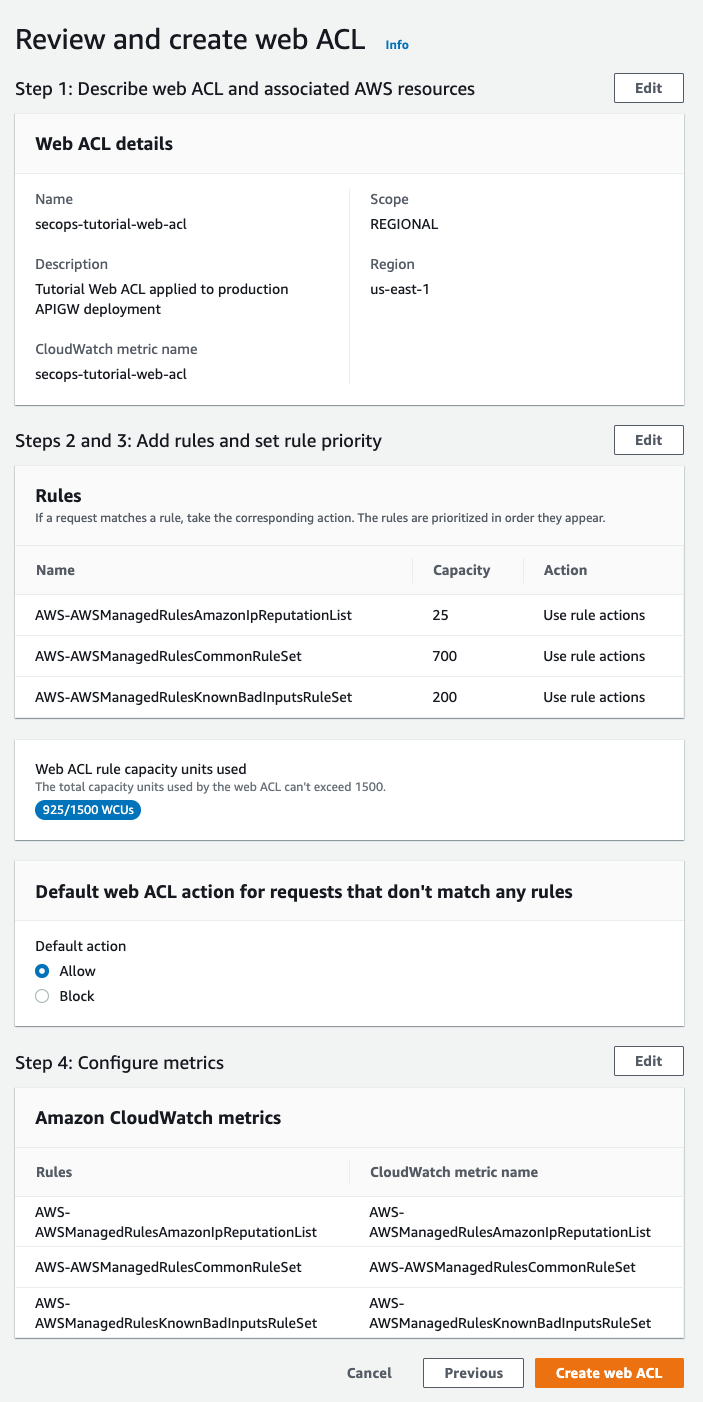 Review and create web ACL Info
Step 1: Describe web ACL and associated AWS resources Edit
Web ACL details
Name
secops-tutorial-web-acl
Description
Tutorial Web ACL applied to production
APIGW deployment
CloudWatch metric name
secops-tutorial-web-acl
Scope
REGIONAL
Region
us-east-1
Steps 2 and 3: Add rules and set rule priority Edit
Rules
If a request matches a rule, take the corresponding action. The rules are prioritized in order they appear.
Name Capacity Action
AWS-AWSManagedRulesAmazonIpReputationList 25 Use rule actions
AWS-AWSManagedRulesCommonRuleSet 700 Use rule actions
AWS-AWSManagedRulesKnownBadInputsRuleSet 200 Use rule actions
Web ACL rule capacity units used
The total capacity units used by the web ACL can't exceed 1500.
925/1500 WCUs
Default web ACL action for requests that don't match any rules
Default action
Allow
Block
Step 4: Configure metrics Edit
Amazon CloudWatch metrics
Rules CloudWatch metric name
AWS- AWS-
AWSManagedRulesAmazonIpReputationList AWSManagedRulesAmazonIpReputationList
AWS-AWSManagedRulesCommonRuleSet AWS-AWSManagedRulesCommonRuleSet
AWS- AWS-
AWSManagedRulesKnownBadInputsRuleSet AWSManagedRulesKnownBadInputsRuleSet
Cancel Previous Create web ACL